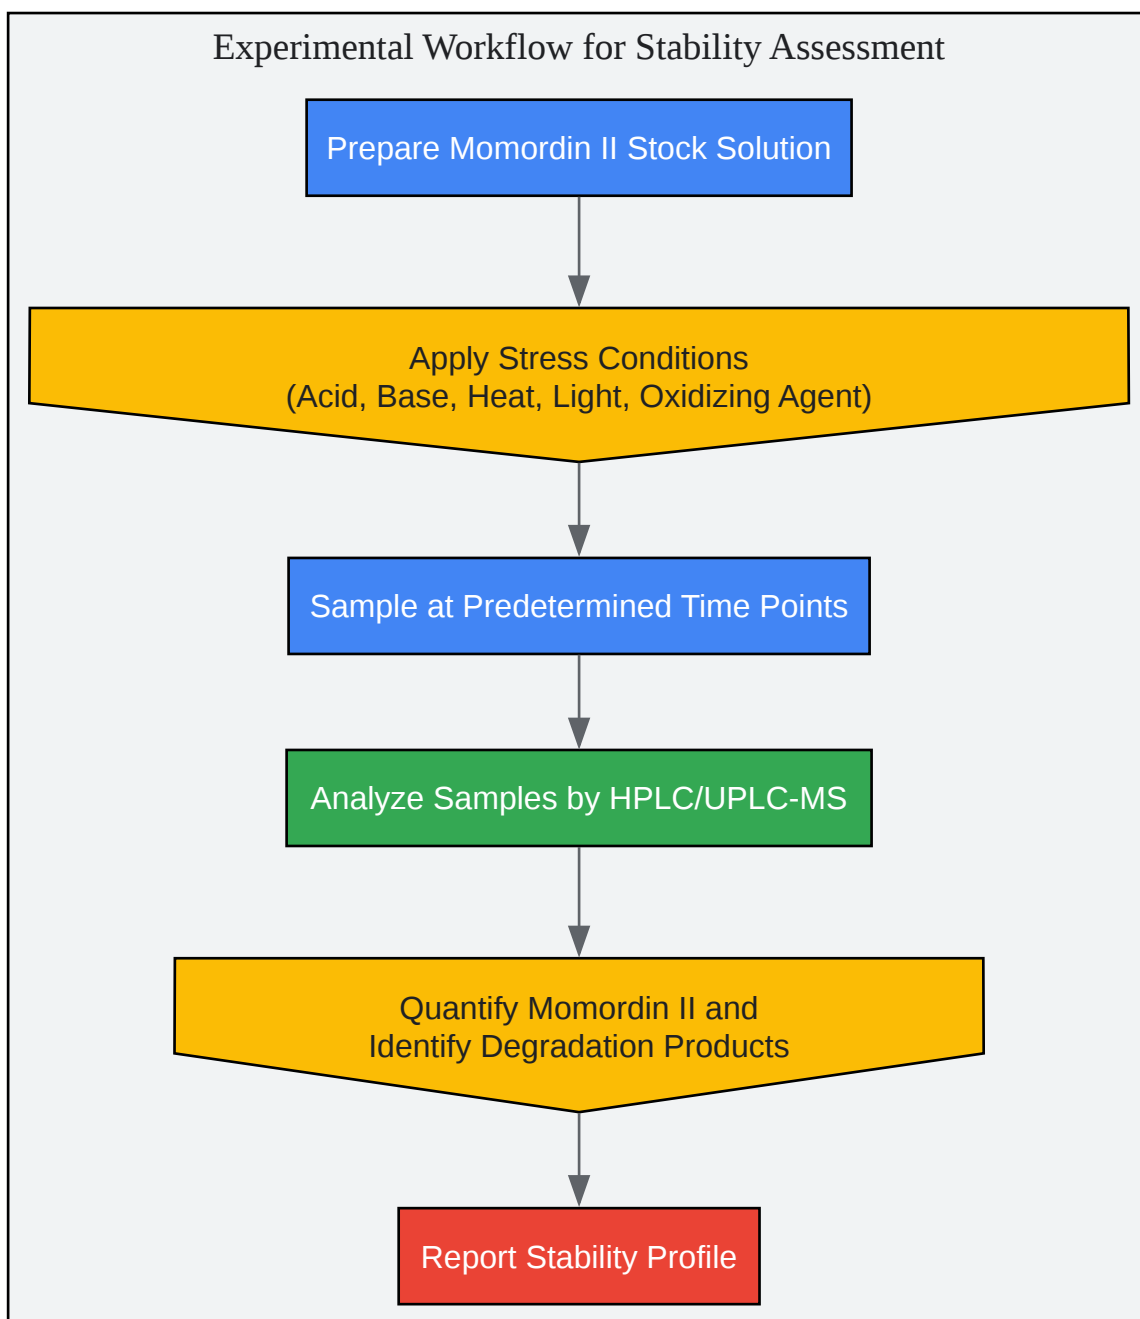 Experimental Workflow for Stability Assessment
Prepare Momordin II Stock Solution
Apply Stress Conditions
(Acid, Base, Heat, Light, Oxidizing Agent)
Sample at Predetermined Time Points
Analyze Samples by HPLC/UPLC-MS
Quantify Momordin II and
Identify Degradation Products
Report Stability Profile